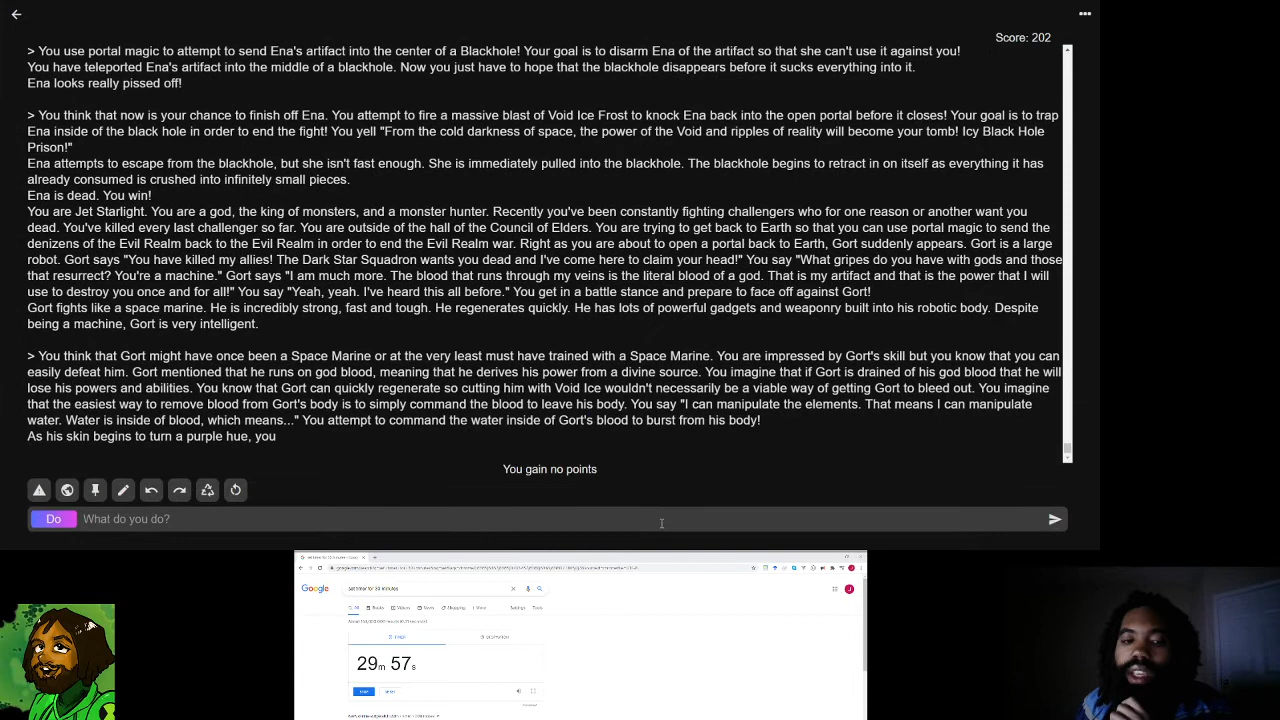 Score: 202
> You use portal magic to attempt to send Ena's artifact into the center of a Blackhole! Your goal is to disarm Ena of the artifact so that she can't use it against you!
You have teleported Ena's artifact into the middle of a blackhole. Now you just have to hope that the blackhole disappears before it sucks everything into it.
Ena looks really pissed off!
> You think that now is your chance to finish off Ena. You attempt to fire a massive blast of Void Ice Frost to knock Ena back into the open portal before it closes! Your goal is to trap
Ena inside of the black hole in order to end the fight! You yell "From the cold darkness of space, the power of the Void and ripples of reality will become your tomb! Icy Black Hole
Prison!"
Ena attempts to escape from the blackhole, but she isn't fast enough. She is immediately pulled into the blackhole. The blackhole begins to retract in on itself as everything it has
already consumed is crushed into infinitely small pieces.
Ena is dead. You win!
You are Jet Starlight. You are a god, the king of monsters, and a monster hunter. Recently you've been constantly fighting challengers who for one reason or another want you
dead. You've killed every last challenger so far. You are outside of the hall of the Council of Elders. You are trying to get back to Earth so that you can use portal magic to send the
denizens of the Evil Realm back to the Evil Realm in order to end the Evil Realm war. Right as you are about to open a portal back to Earth, Gort suddenly appears. Gort is a large
robot. Gort says "You have killed my allies! The Dark Star Squadron wants you dead and I've come here to claim your head!" You say "What gripes do you have with gods and those
that resurrect? You're a machine." Gort says "I am much more. The blood that runs through my veins is the literal blood of a god. That is my artifact and that is the power that I will
use to destroy you once and for all!" You say "Yeah, yeah. I've heard this all before." You get in a battle stance and prepare to face off against Gort!
Gort fights like a space marine. He is incredibly strong, fast and tough. He regenerates quickly. He has lots of powerful gadgets and weaponry built into his robotic body. Despite
being a machine, Gort is very intelligent.
> You think that Gort might have once been a Space Marine or at the very least must have trained with a Space Marine. You are impressed by Gort's skill but you know that you can
easily defeat him. Gort mentioned that he runs on god blood, meaning that he derives his power from a divine source. You imagine that if Gort is drained of his god blood that he will
lose his powers and abilities. You know that Gort can quickly regenerate so cutting him with Void Ice wouldn't necessarily be a viable way of getting Gort to bleed out. You imagine
that the easiest way to remove blood from Gort's body is to simply command the blood to leave his body. You say "I can manipulate the elements. That means I can manipulate
water. Water is inside of blood, which means..." You attempt to command the water inside of Gort's blood to burst from his body!
As his skin begins to turn a purple hue, you
You gain no points
Do What do you do?
Google
All Books Videos News Shopping More Settings Tools
TIMER
29m 57s